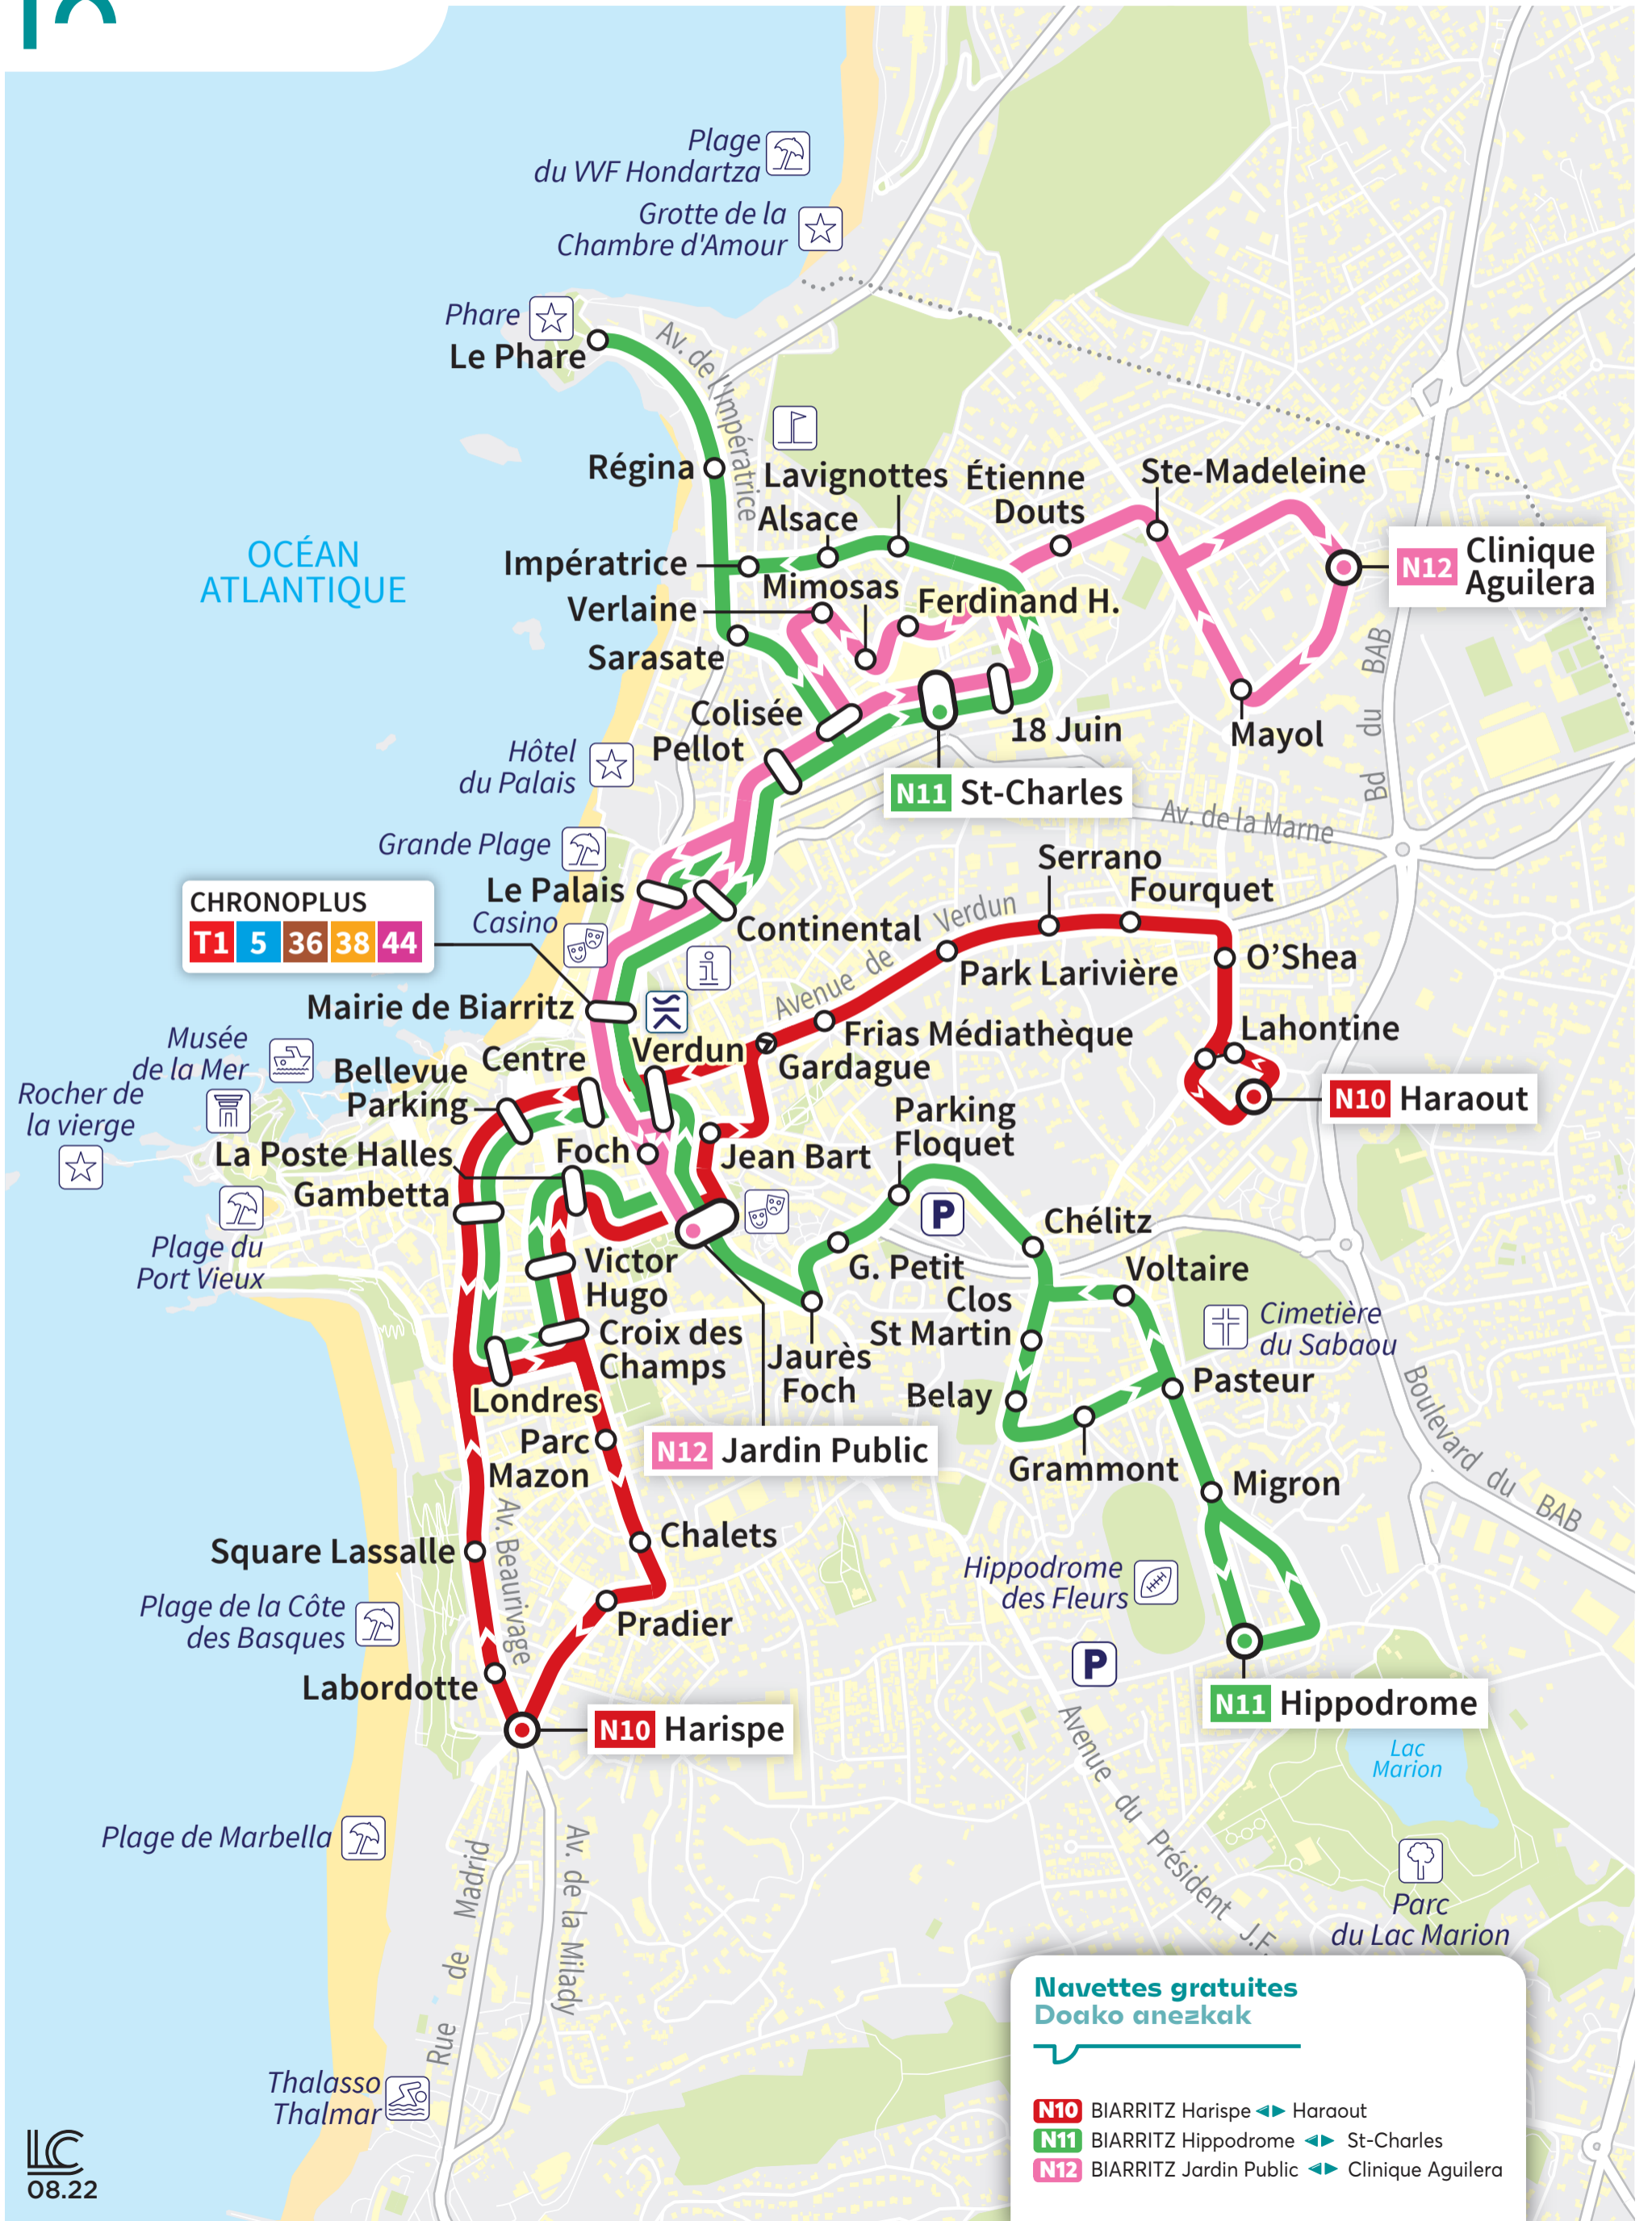 Plage
du VVF Hondartza
Grotte de la
Chambre d'Amour
Phare
Le Phare
Av. de l'Impératrice
Régina
Lavignottes
Étienne
Douts
Ste-Madeleine
Alsace
OCÉAN
ATLANTIQUE
Impératrice
N12 Clinique
Aguilera
Mimosas
Verlaine
Ferdinand H.
Sarasate
Bd du BAB
Colisée
18 Juin
Mayol
Pellot
Hôtel
du Palais
N11 St-Charles
Av. de la Marne
Grande Plage
Serrano
Le Palais
Fourquet
CHRONOPLUS
T1 5 36 38 44
Casino
Continental
Avenue de Verdun
O'Shea
Park Larivière
Mairie de Biarritz
Lahontine
Frias Médiathèque
Musée
de la Mer
Centre
Verdun
Gardague
Bellevue
Parking
Rocher de
la vierge
N10 Haraout
Parking
Floquet
La Poste Halles
Foch
Jean Bart
Gambetta
P
Chélitz
Plage du
Port Vieux
Victor
Hugo
G. Petit
Voltaire
Clos
St Martin
Cimetière
du Sabaou
Croix des
Champs
Jaurès
Foch
Belay
Pasteur
Londres
Parc
Mazon
N12 Jardin Public
Grammont
Migron
Boulevard du BAB
Av. Beaurivage
Square Lassalle
Chalets
Hippodrome
des Fleurs
Plage de la Côte
des Basques
Pradier
P
Labordotte
N11 Hippodrome
N10 Harispe
Lac
Marion
Avenue du Président J.F.
Plage de Marbella
Rue de Madrid
Av. de la Milady
Parc
du Lac Marion
Thalasso
Thalmar
Navettes gratuites
Doako anezkak
N10 BIARRITZ Harispe ◄► Haraout
N11 BIARRITZ Hippodrome ◄► St-Charles
N12 BIARRITZ Jardin Public ◄► Clinique Aguilera
LC
08.22